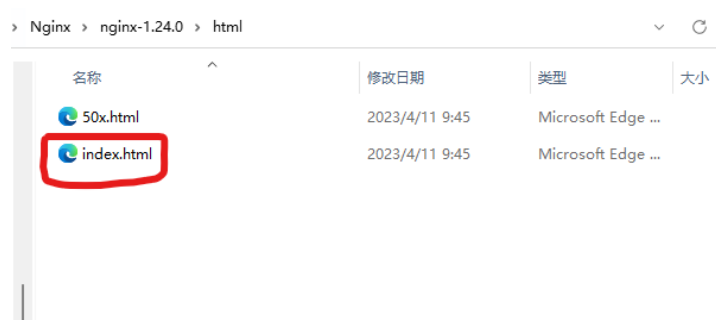 Nginx > nginx-1.24.0 > html
名称 修改日期 类型 大小
50x.html 2023/4/11 9:45 Microsoft Edge ...
index.html 2023/4/11 9:45 Microsoft Edge ...